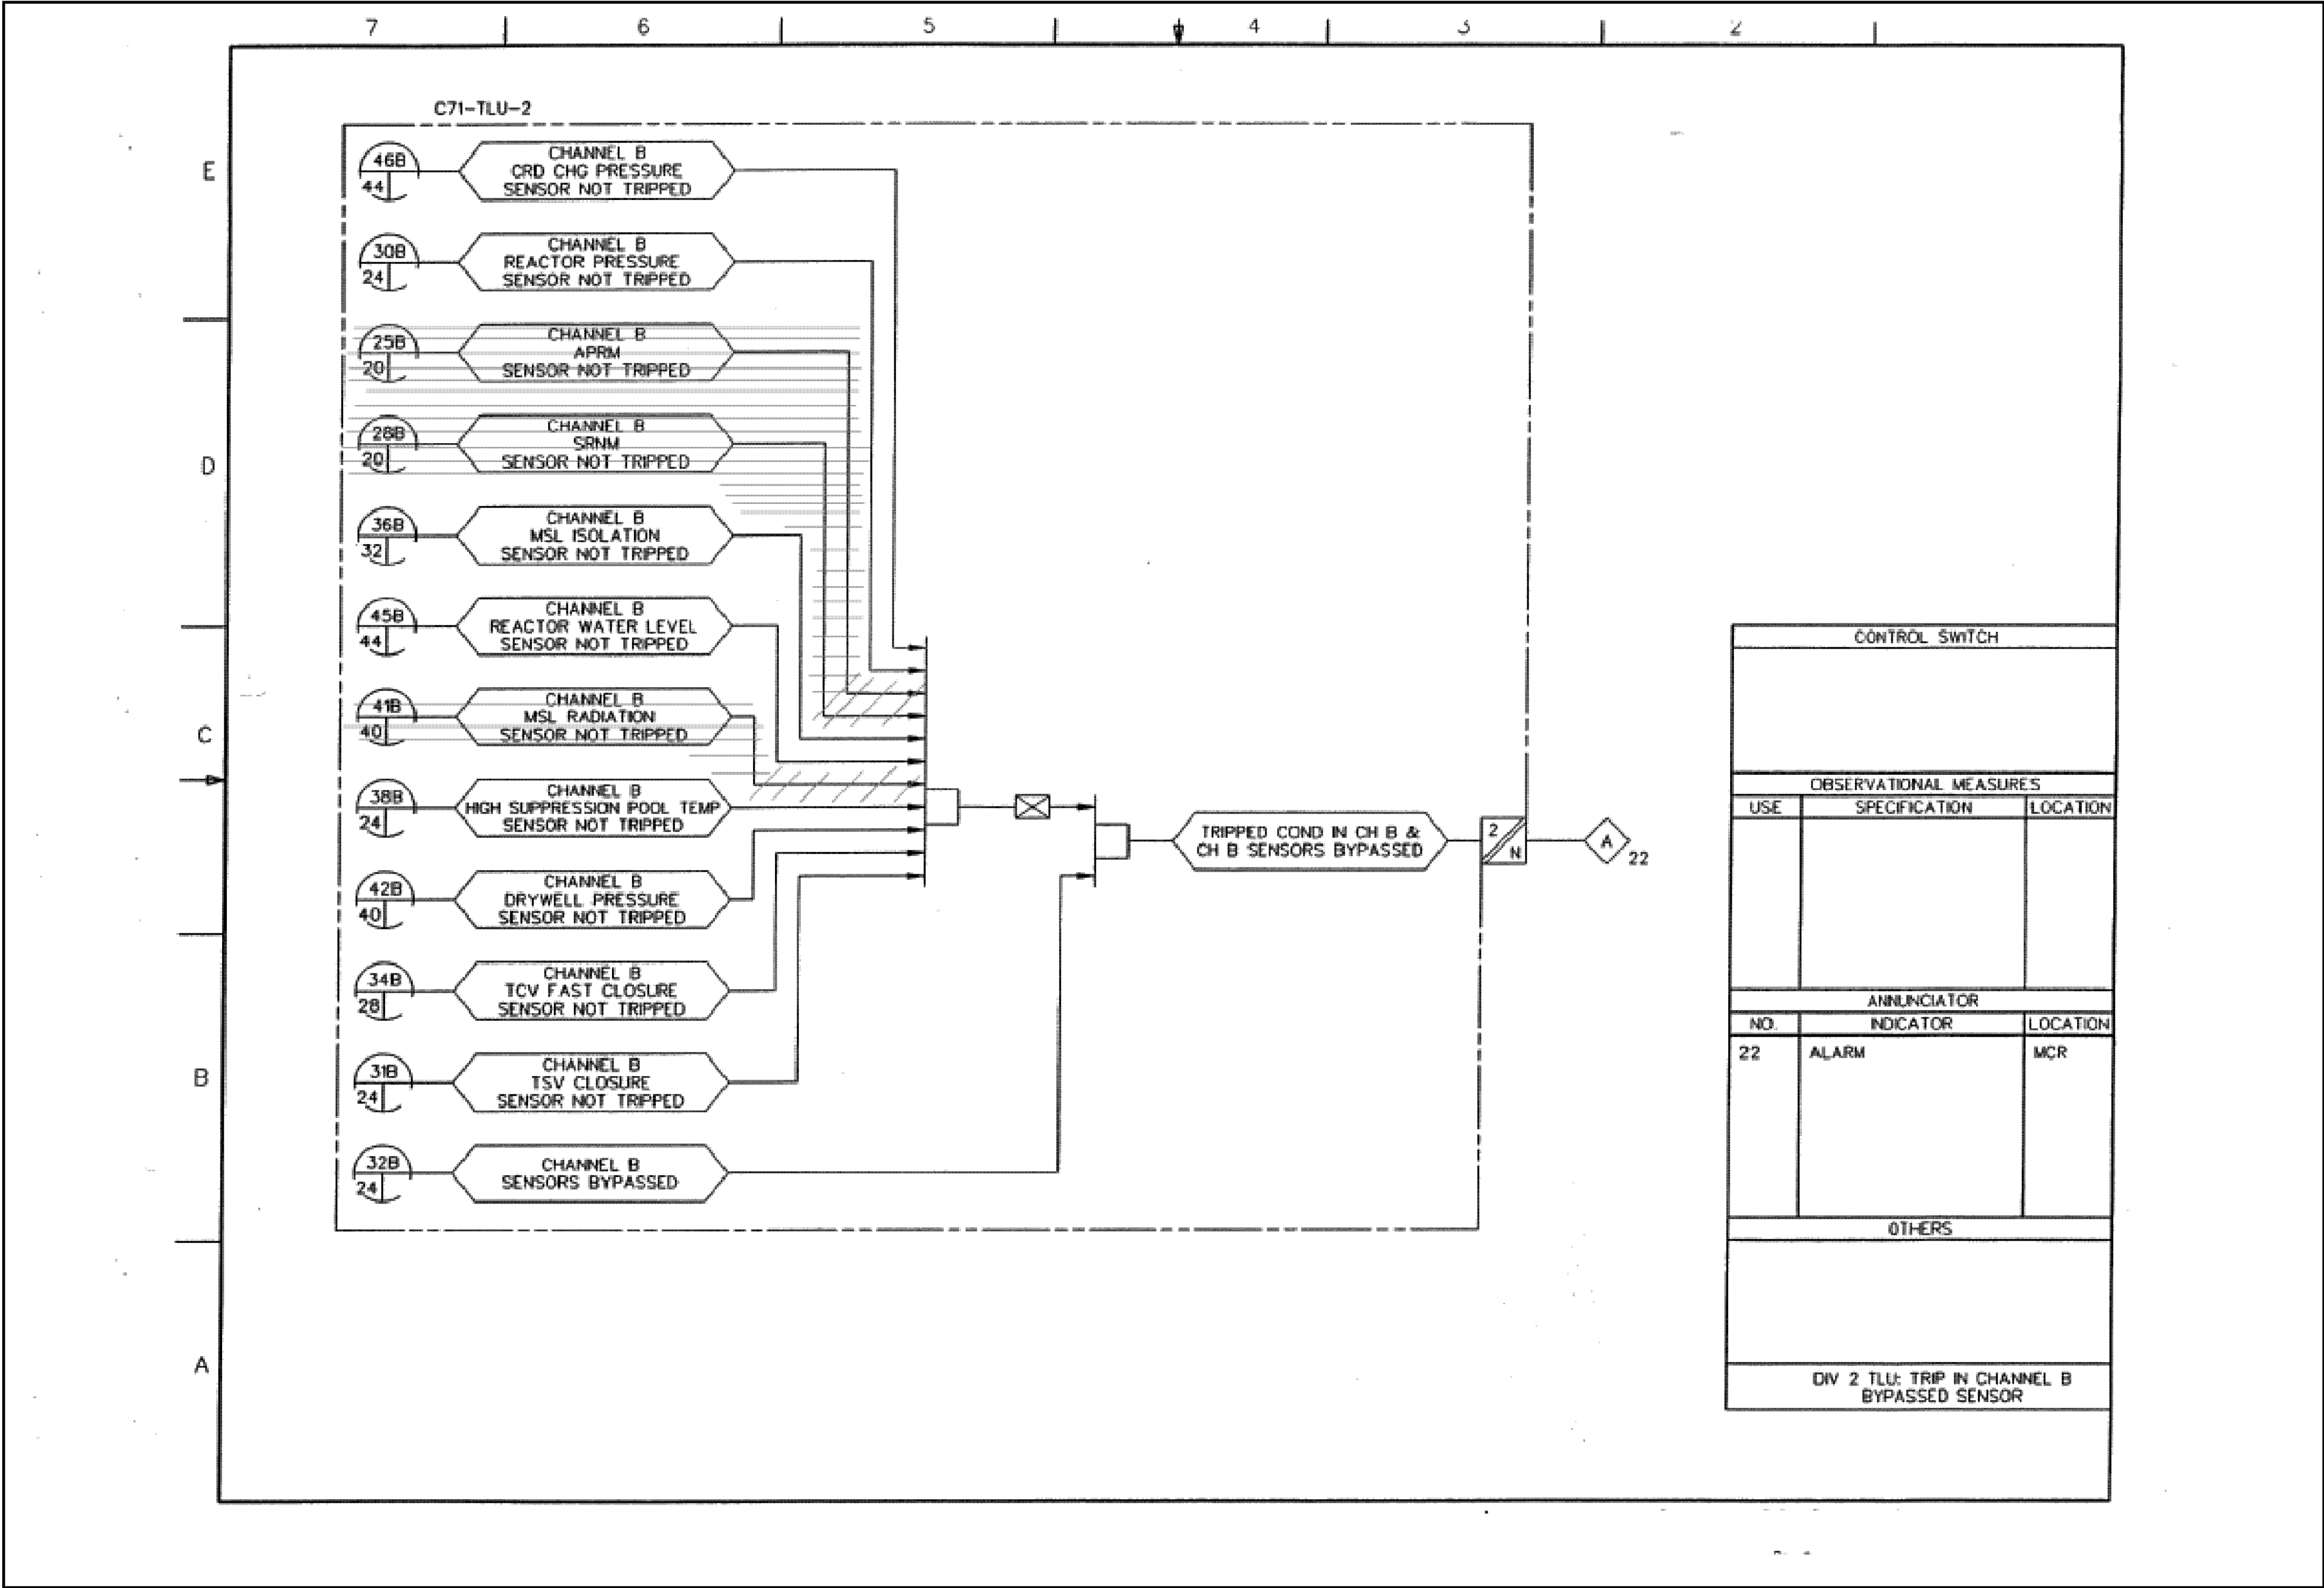 7 6 5 4 3 2
C71-TLU-2
E
46B
44
CHANNEL B
CRD CHG PRESSURE
SENSOR NOT TRIPPED
30B
24
CHANNEL B
REACTOR PRESSURE
SENSOR NOT TRIPPED
25B
20
CHANNEL B
APRM
SENSOR NOT TRIPPED
D
28B
20
CHANNEL B
SRNM
SENSOR NOT TRIPPED
36B
32
CHANNEL B
MSL ISOLATION
SENSOR NOT TRIPPED
45B
44
CHANNEL B
REACTOR WATER LEVEL
SENSOR NOT TRIPPED
C
41B
40
CHANNEL B
MSL RADIATION
SENSOR NOT TRIPPED
38B
24
CHANNEL B
HIGH SUPPRESSION POOL TEMP
SENSOR NOT TRIPPED
42B
40
CHANNEL B
DRYWELL PRESSURE
SENSOR NOT TRIPPED
34B
28
CHANNEL B
TCV FAST CLOSURE
SENSOR NOT TRIPPED
B
31B
24
CHANNEL B
TSV CLOSURE
SENSOR NOT TRIPPED
32B
24
CHANNEL B
SENSORS BYPASSED
A
TRIPPED COND IN CH B &
CH B SENSORS BYPASSED
2
N
A
22
CONTROL SWITCH
OBSERVATIONAL MEASURES
USE SPECIFICATION LOCATION
ANNUNCIATOR
NO. INDICATOR LOCATION
22 ALARM MCR
OTHERS
DIV 2 TLU: TRIP IN CHANNEL B
BYPASSED SENSOR